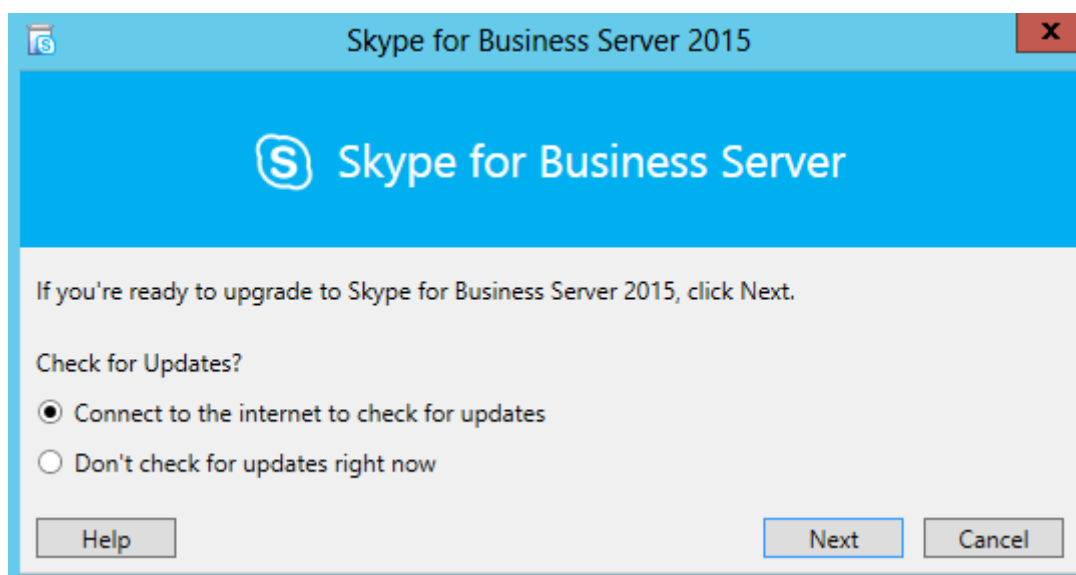 Skype for Business Server 2015
Skype for Business Server
If you're ready to upgrade to Skype for Business Server 2015, click Next.
Check for Updates?
Connect to the internet to check for updates
Don't check for updates right now
Help Next Cancel